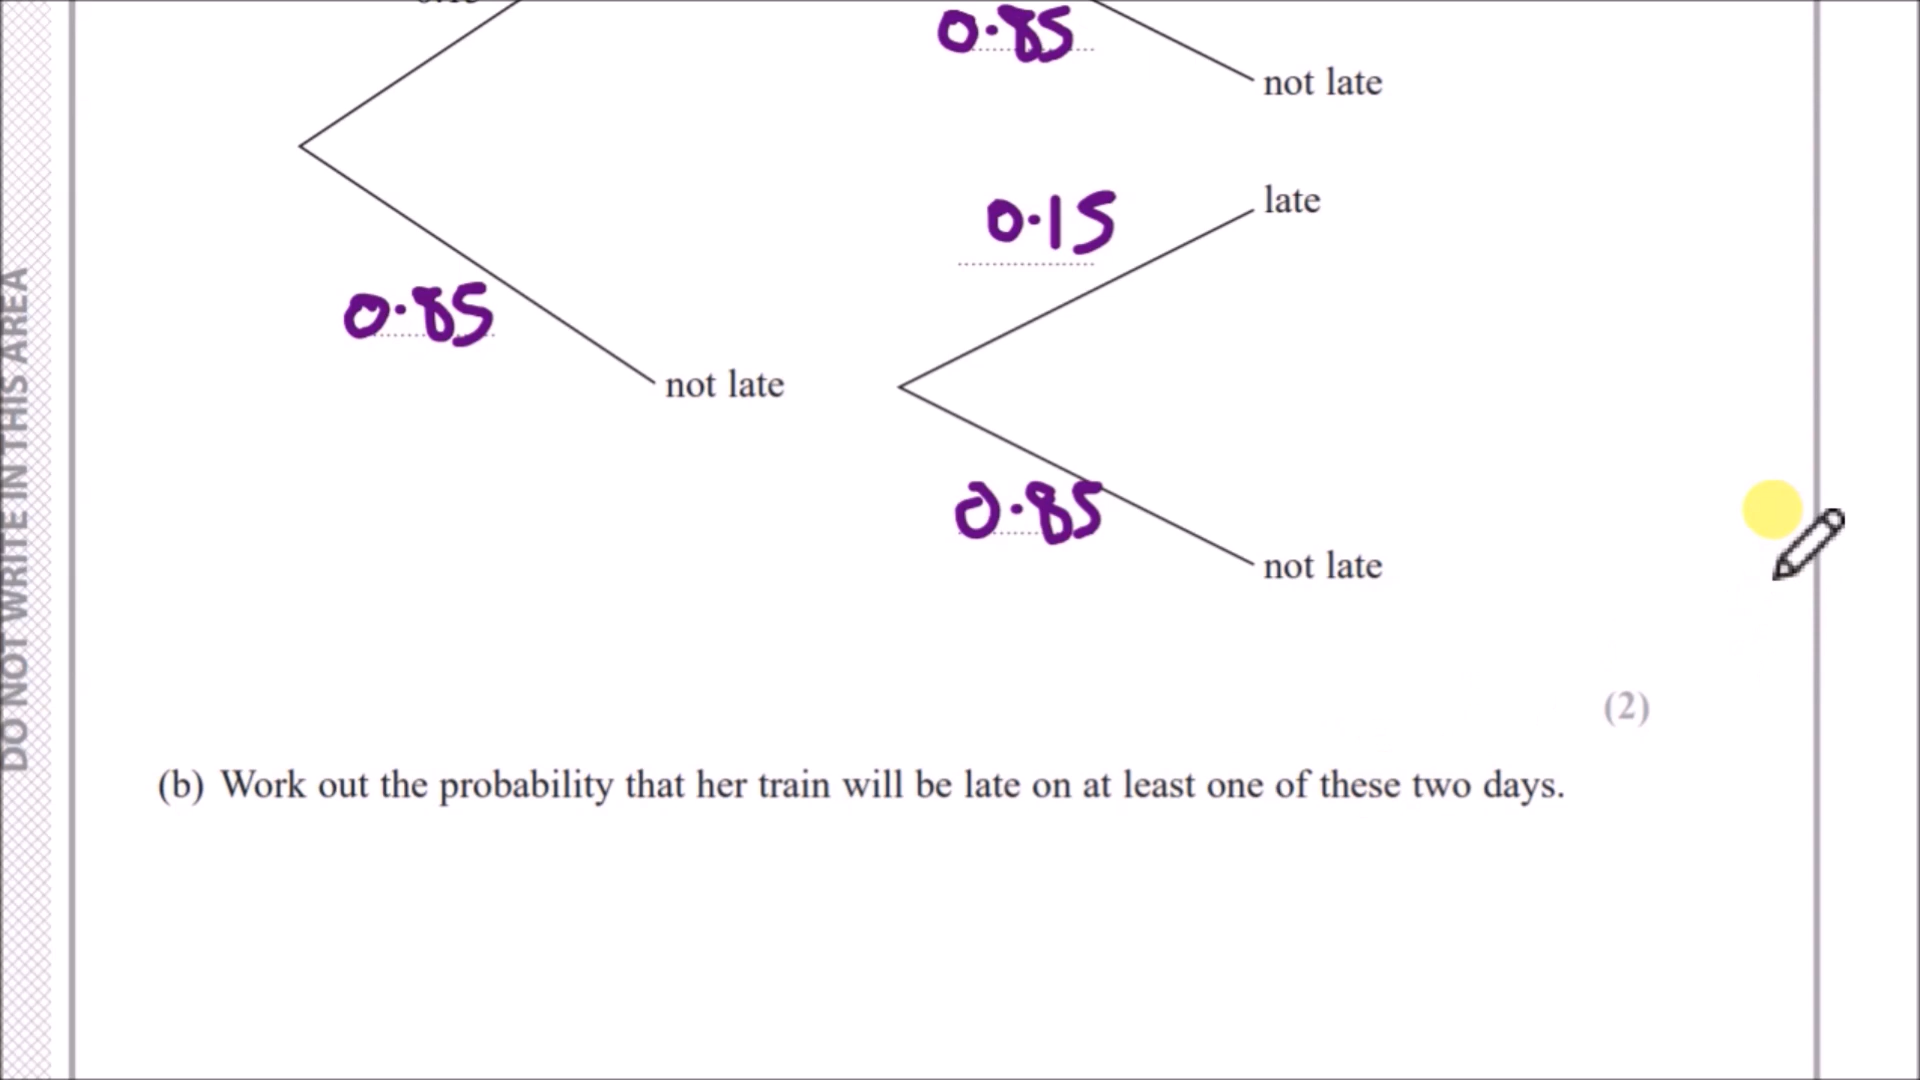 0.85
not late
0.15
late
0.85
not late
0.85
not late
(2)
(b) Work out the probability that her train will be late on at least one of these two days.
DO NOT WRITE IN THIS AREA